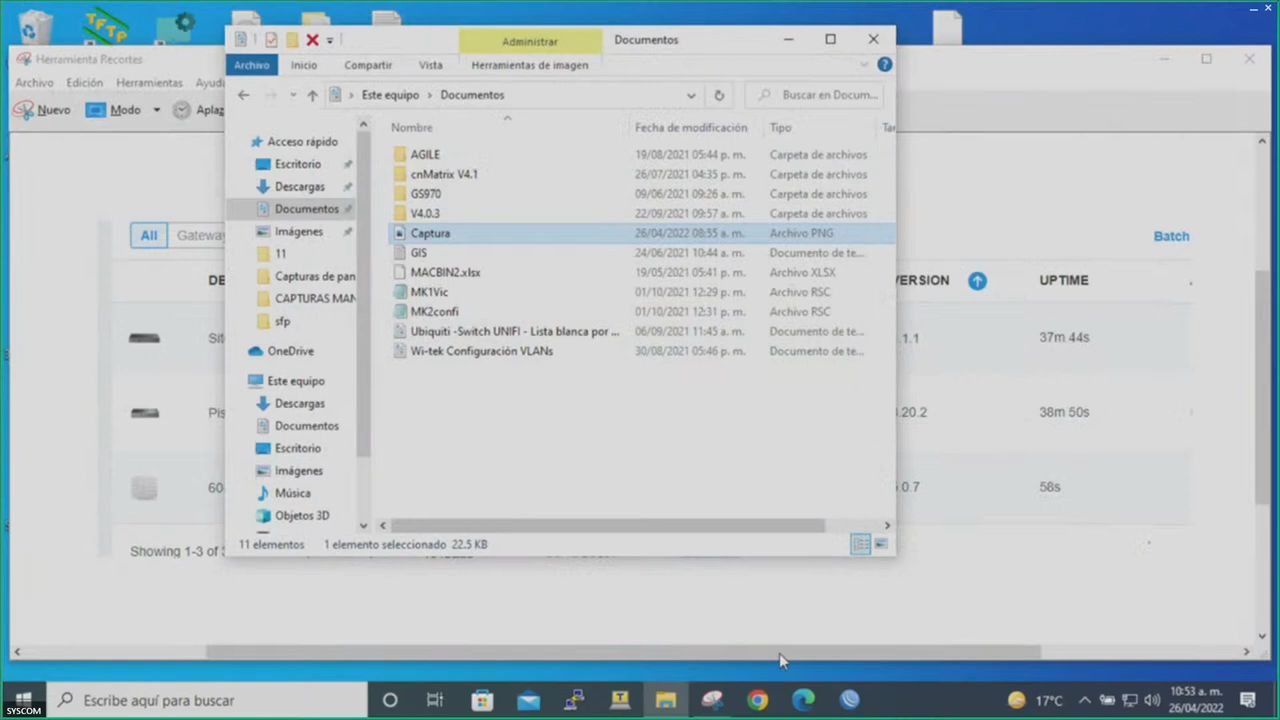 TFTP
Herramienta Recortes
Archivo Edición Herramientas Ayuda
Nuevo Modo Aplaz
All Gateway
Batch
ERSION UPTIME
.1.1 37m 44s
.20.2 38m 50s
60 .0.7 58s
Showing 1-3 of 3
Administrar Documentos
Archivo Inicio Compartir Vista Herramientas de imagen
Este equipo > Documentos
Buscar en Docum...
Acceso rápido
Escritorio
Descargas
Documentos
Imágenes
11
Capturas de pan
CAPTURAS MAN
sfp
OneDrive
Este equipo
Descargas
Documentos
Escritorio
Imágenes
Música
Objetos 3D
Nombre Fecha de modificación Tipo
AGILE 19/08/2021 05:44 p. m. Carpeta de archivos
cnMatrix V4.1 26/07/2021 04:35 p. m. Carpeta de archivos
GS970 09/06/2021 09:26 a. m. Carpeta de archivos
V4.0.3 22/09/2021 09:57 a. m. Carpeta de archivos
Captura 26/04/2022 08:55 a. m. Archivo PNG
GIS 24/06/2021 10:44 a. m. Documento de te...
MACBIN2.xlsx 19/05/2021 05:41 p. m. Archivo XLSX
MK1Vic 01/10/2021 12:29 p. m. Archivo RSC
MK2confi 01/10/2021 12:31 p. m. Archivo RSC
Ubiquiti -Switch UNIFI - Lista blanca por ... 06/09/2021 11:45 a. m. Documento de te...
Wi-tek Configuración VLANs 30/08/2021 05:46 p. m. Documento de te...
11 elementos 1 elemento seleccionado 22.5 KB
Escribe aquí para buscar
17°C
10:53 a. m.
26/04/2022
SYSCOM